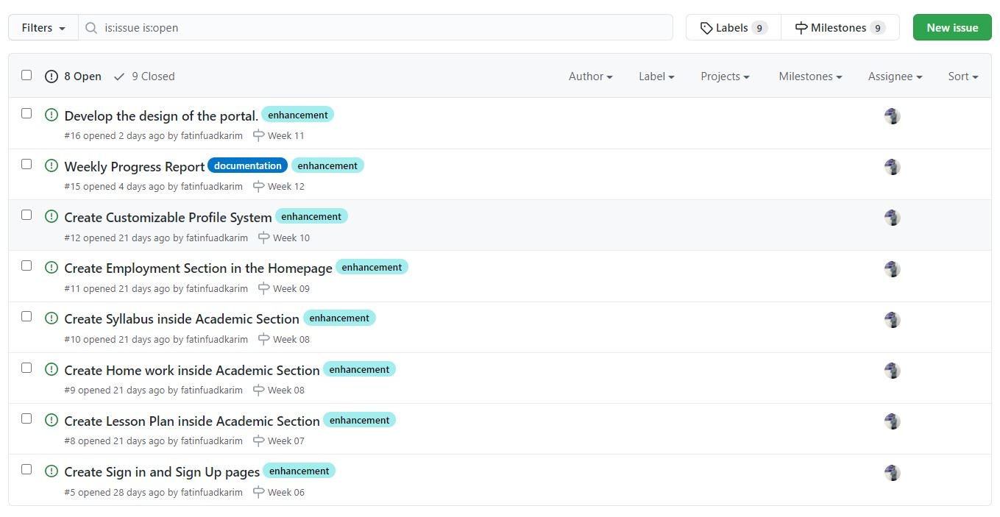 Filters is:issue is:open Labels 9 Milestones 9 New issue
8 Open 9 Closed Author Label Projects Milestones Assignee Sort
Develop the design of the portal. enhancement
#16 opened 2 days ago by fatinfuadkarim Week 11
Weekly Progress Report documentation enhancement
#15 opened 4 days ago by fatinfuadkarim Week 12
Create Customizable Profile System enhancement
#12 opened 21 days ago by fatinfuadkarim Week 10
Create Employment Section in the Homepage enhancement
#11 opened 21 days ago by fatinfuadkarim Week 09
Create Syllabus inside Academic Section enhancement
#10 opened 21 days ago by fatinfuadkarim Week 08
Create Home work inside Academic Section enhancement
#9 opened 21 days ago by fatinfuadkarim Week 08
Create Lesson Plan inside Academic Section enhancement
#8 opened 21 days ago by fatinfuadkarim Week 07
Create Sign in and Sign Up pages enhancement
#5 opened 28 days ago by fatinfuadkarim Week 06